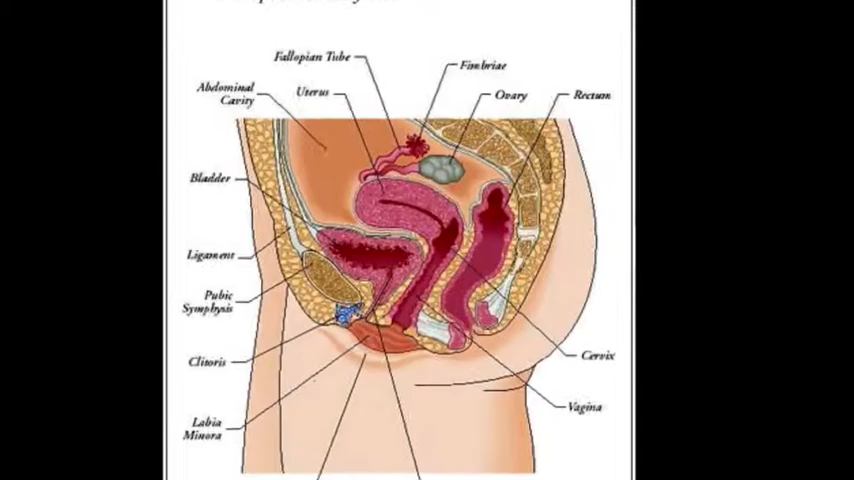 Fallopian Tube
Fimbriae
Abdominal
Cavity
Uterus
Ovary
Rectum
Bladder
Ligament
Pubic
Symphysis
Clitoris
Cervix
Vagina
Labia
Minora